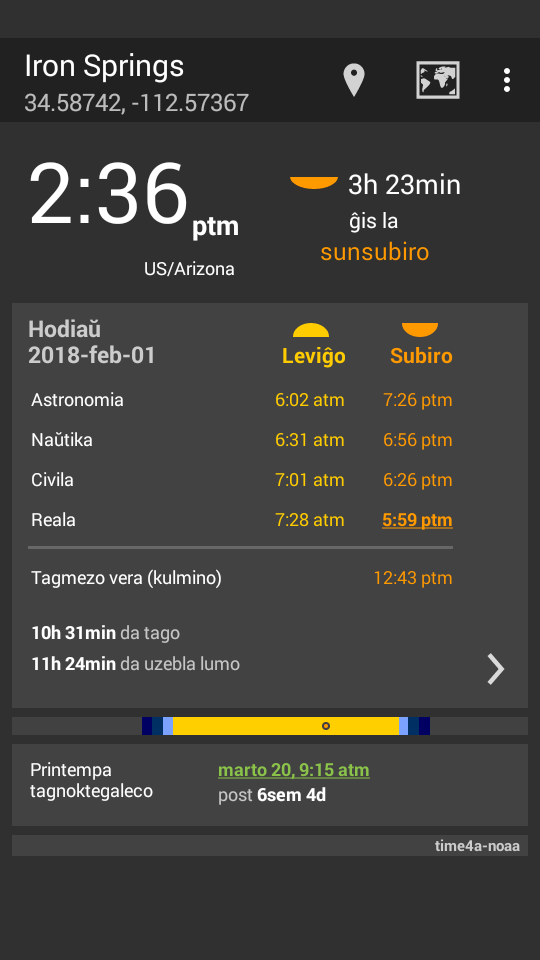 Iron Springs
34.58742, -112.57367
2:36 ptm
US/Arizona
3h 23min
ĝis la
sunsubiro
Hodiaŭ
2018-feb-01
Leviĝo Subiro
Astronomia 6:02 atm 7:26 ptm
Naŭtika 6:31 atm 6:56 ptm
Civila 7:01 atm 6:26 ptm
Reala 7:28 atm 5:59 ptm
Tagmezo vera (kulmino) 12:43 ptm
10h 31min da tago
11h 24min da uzebla lumo
Printempa
tagnoktegaleco
marto 20, 9:15 atm
post 6sem 4d
time4a-noaa